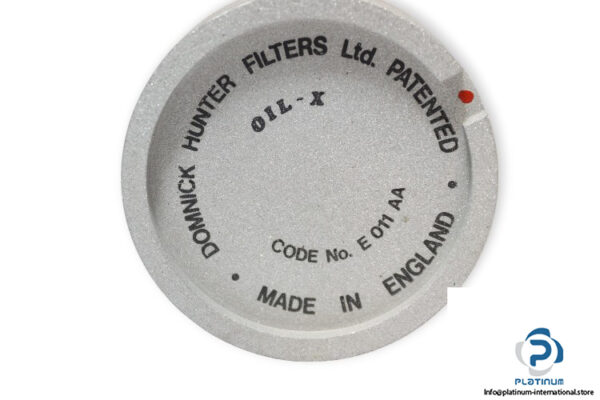 DOMNICK HUNTER FILTERS Ltd. PATENTED
OIL-X
CODE No. E 011 AA
• MADE IN ENGLAND •
PLATINUM
Info@platinum-international.store